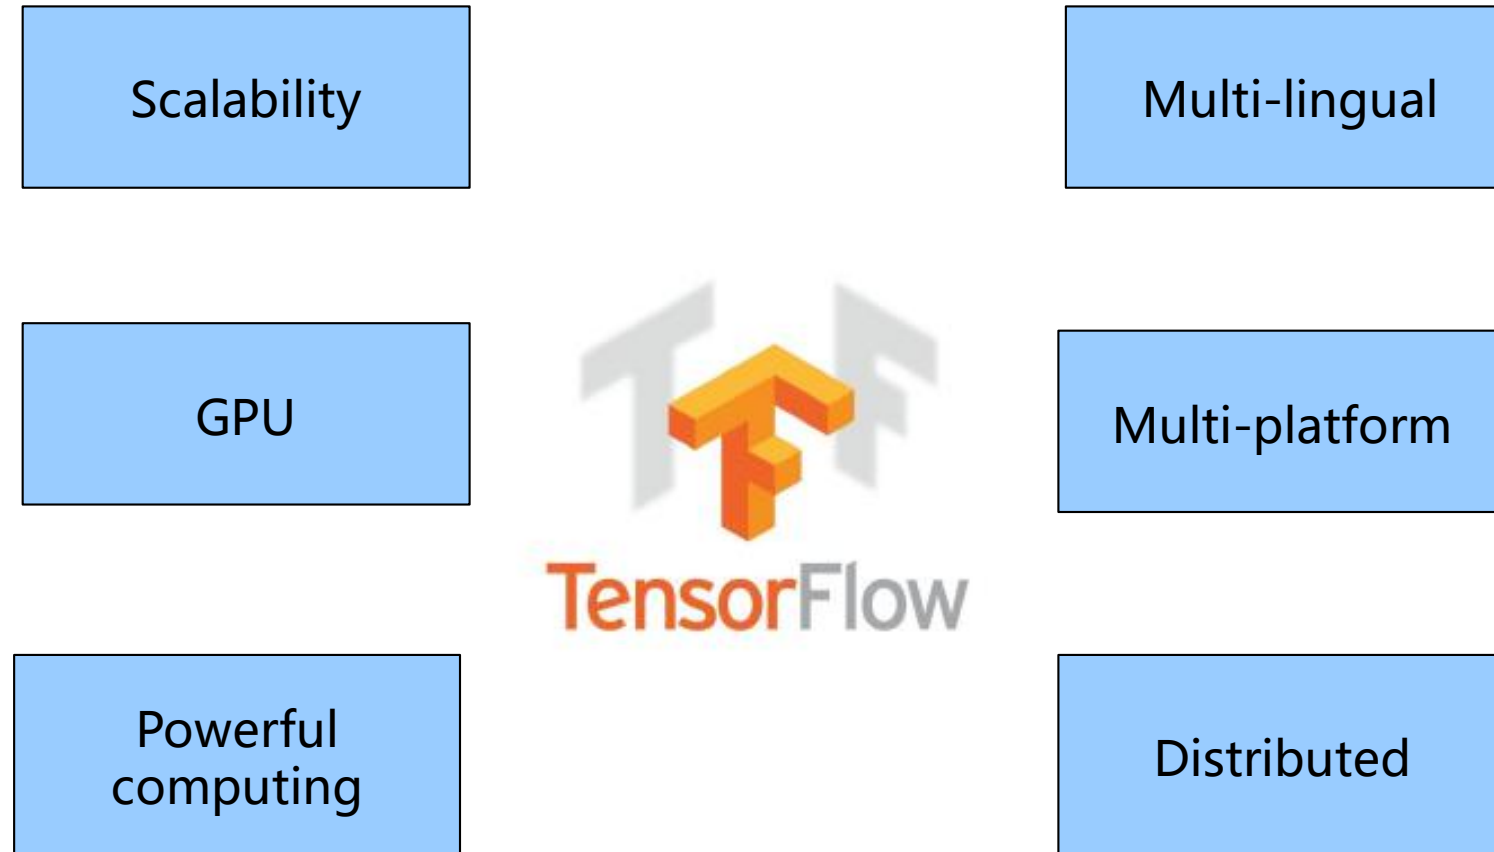 Scalability
Multi-lingual
GPU
Multi-platform
TensorFlow
Powerful
computing
Distributed